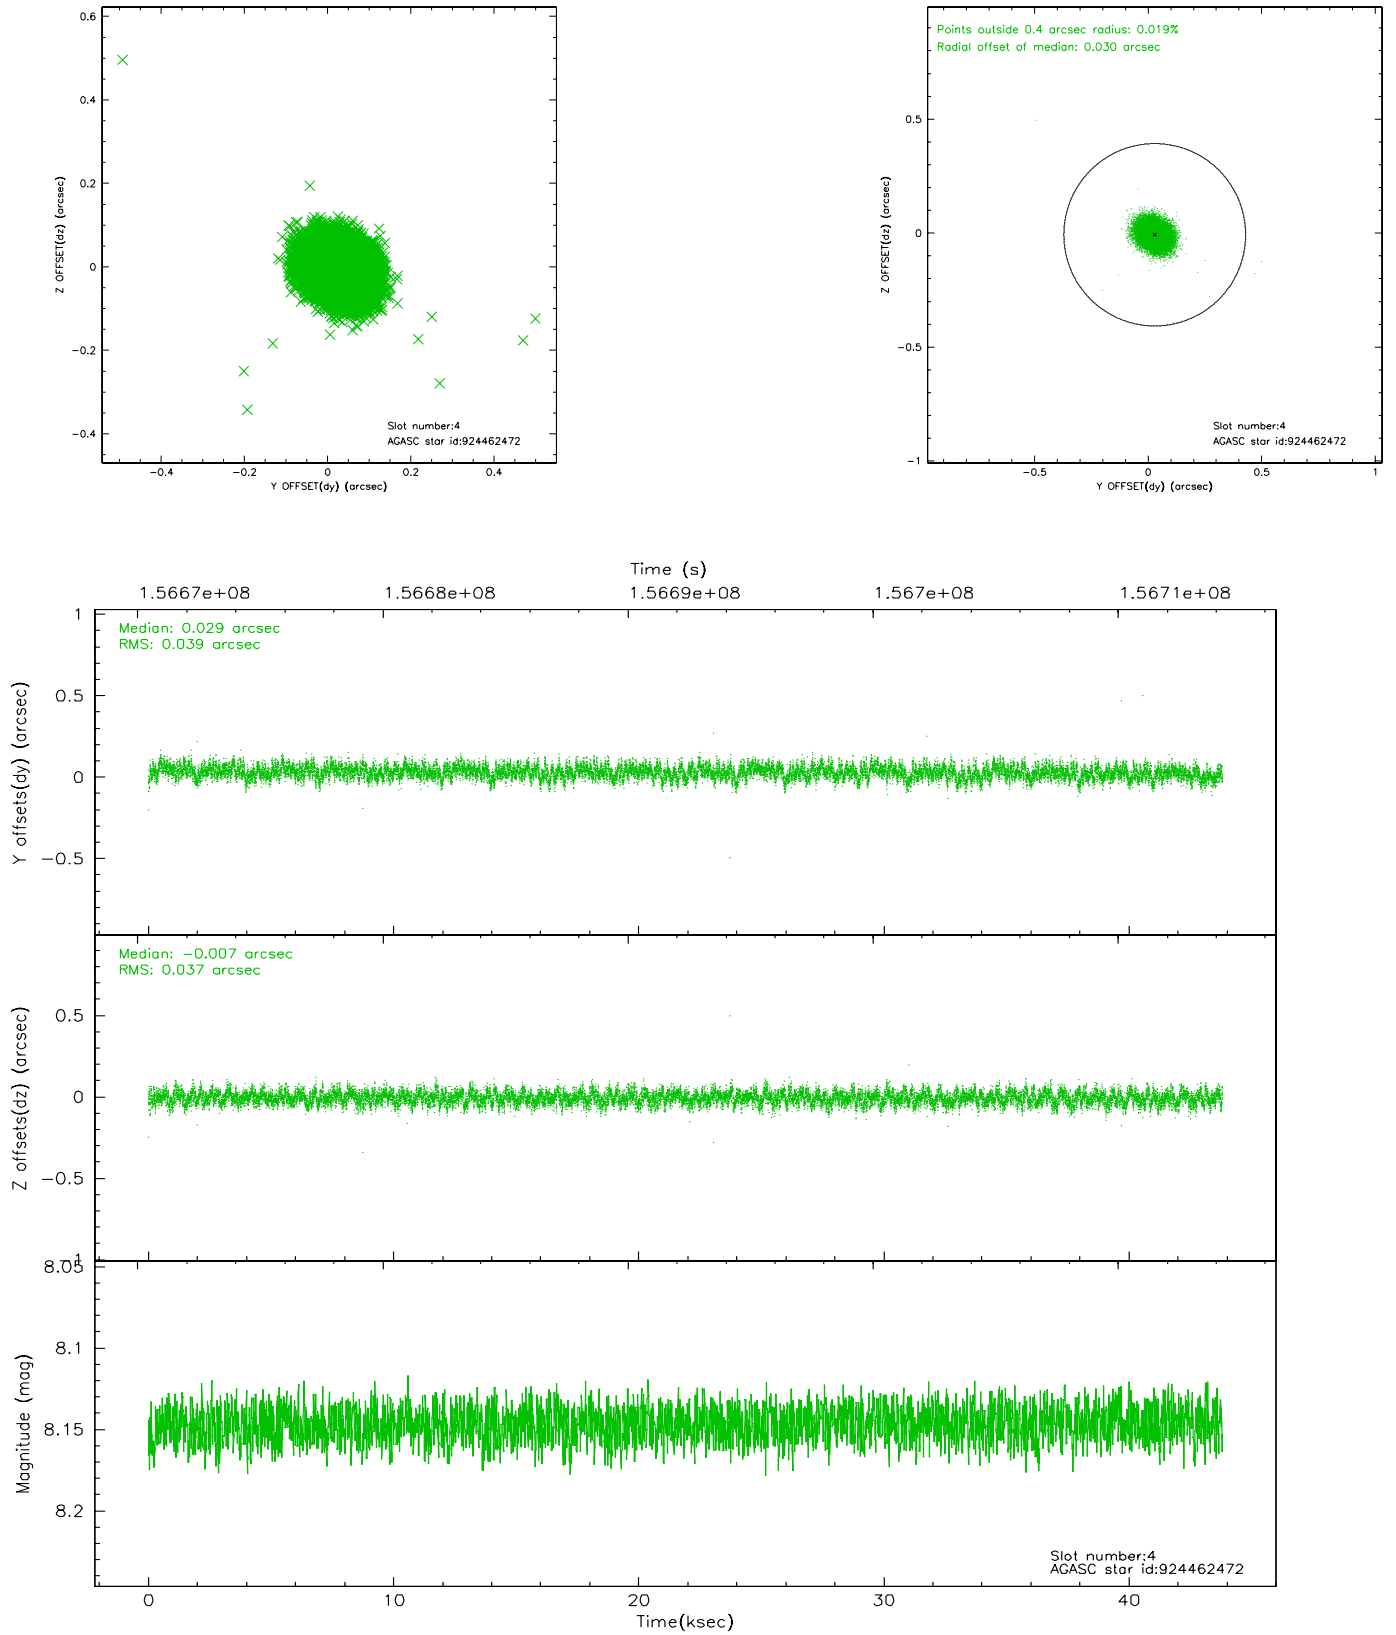 0.6
0.4
0.2
0
−0.2
−0.4
Z OFFSET(dz) (arcsec)
−0.4 −0.2 0 0.2 0.4
Y OFFSET(dy) (arcsec)
Slot number:4
AGASC star id:924462472
Points outside 0.4 arcsec radius: 0.019%
Radial offset of median: 0.030 arcsec
0.5
0
−0.5
−1
Z OFFSET(dz) (arcsec)
Slot number:4
AGASC star id:924462472
−0.5 0 0.5 1
Y OFFSET(dy) (arcsec)
Time (s)
1.5667e+08 1.5668e+08 1.5669e+08 1.567e+08 1.5671e+08
Median: 0.029 arcsec
RMS: 0.039 arcsec
1
0.5
0
−0.5
Y offsets(dy) (arcsec)
Median: −0.007 arcsec
RMS: 0.037 arcsec
0.5
0
−0.5
Z offsets(dz) (arcsec)
8.05
8.1
8.15
8.2
Magnitude (mag)
Slot number:4
AGASC star id:924462472
0 10 20 30 40
Time(ksec)